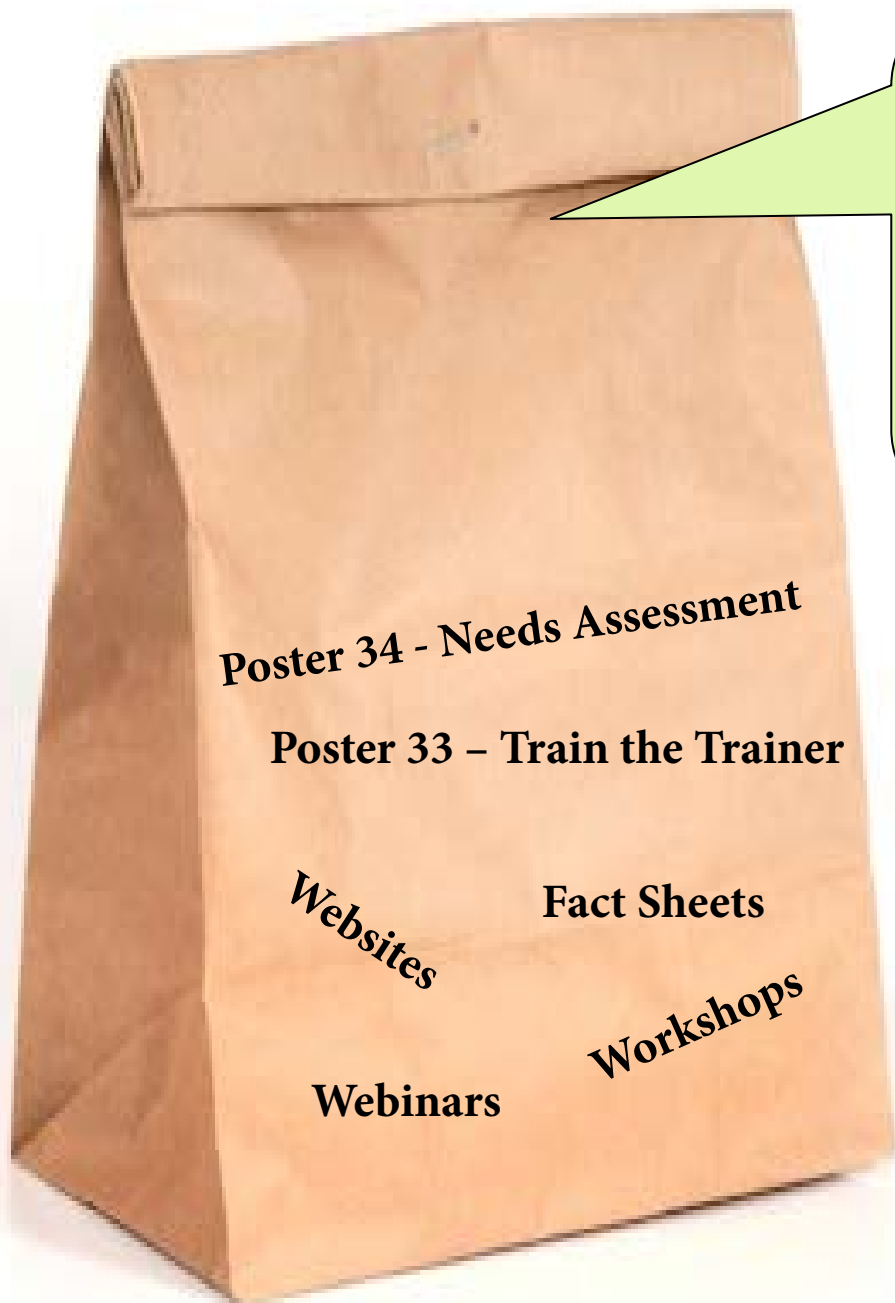 Poster 34 - Needs Assessment
Poster 33 – Train the Trainer
Websites
Fact Sheets
Workshops
Webinars